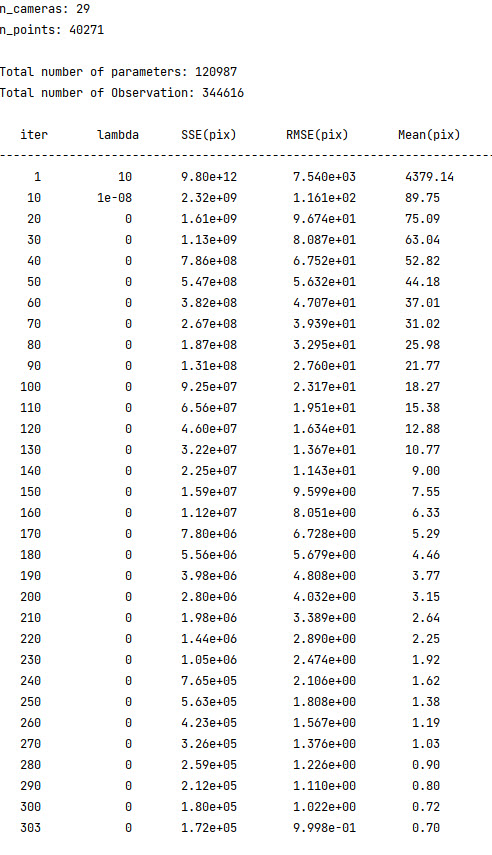 n_cameras: 29
n_points: 40271
Total number of parameters: 120987
Total number of Observation: 344616
iter lambda SSE(pix) RMSE(pix) Mean(pix)
1 10 9.80e+12 7.540e+03 4379.14
10 1e-08 2.32e+09 1.161e+02 89.75
20 0 1.61e+09 9.674e+01 75.09
30 0 1.13e+09 8.087e+01 63.04
40 0 7.86e+08 6.752e+01 52.82
50 0 5.47e+08 5.632e+01 44.18
60 0 3.82e+08 4.707e+01 37.01
70 0 2.67e+08 3.939e+01 31.02
80 0 1.87e+08 3.295e+01 25.98
90 0 1.31e+08 2.760e+01 21.77
100 0 9.25e+07 2.317e+01 18.27
110 0 6.56e+07 1.951e+01 15.38
120 0 4.60e+07 1.634e+01 12.88
130 0 3.22e+07 1.367e+01 10.77
140 0 2.25e+07 1.143e+01 9.00
150 0 1.59e+07 9.599e+00 7.55
160 0 1.12e+07 8.051e+00 6.33
170 0 7.80e+06 6.728e+00 5.29
180 0 5.56e+06 5.679e+00 4.46
190 0 3.98e+06 4.808e+00 3.77
200 0 2.80e+06 4.032e+00 3.15
210 0 1.98e+06 3.389e+00 2.64
220 0 1.44e+06 2.890e+00 2.25
230 0 1.05e+06 2.474e+00 1.92
240 0 7.65e+05 2.106e+00 1.62
250 0 5.63e+05 1.808e+00 1.38
260 0 4.23e+05 1.567e+00 1.19
270 0 3.26e+05 1.376e+00 1.03
280 0 2.59e+05 1.226e+00 0.90
290 0 2.12e+05 1.110e+00 0.80
300 0 1.80e+05 1.022e+00 0.72
303 0 1.72e+05 9.998e-01 0.70